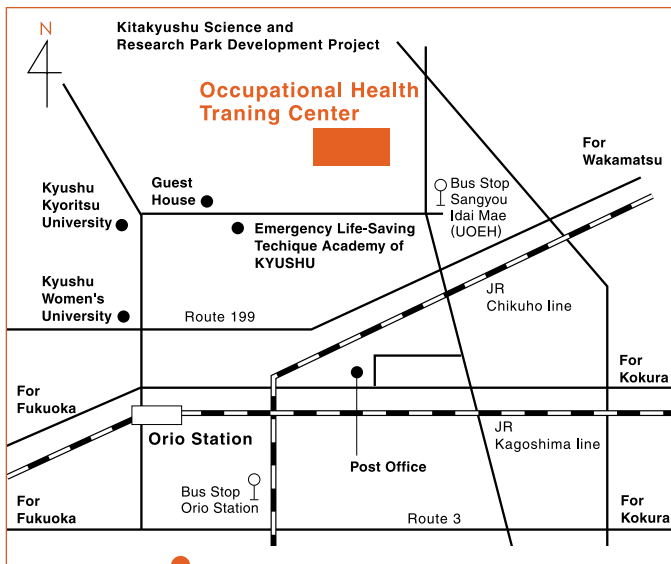 N
Kitakyushu Science and
Research Park Development Project
Occupational Health
Traning Center
For
Wakamatsu
Kyushu
Kyoritsu
University
Guest
House
Bus Stop
Sangyou
Idai Mae
(UOEH)
Emergency Life-Saving
Techique Academy of
KYUSHU
Kyushu
Women's
University
Route 199
JR
Chikuho line
For
Fukuoka
For
Kokura
Orio Station
JR
Kagoshima line
Post Office
Bus Stop
Orio Station
For
Fukuoka
Route 3
For
Kokura